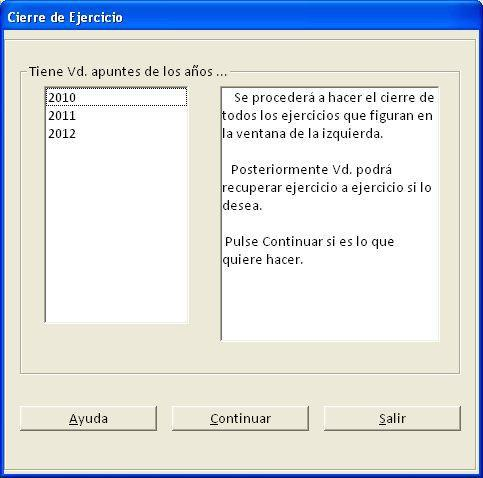 Cierre de Ejercicio
Tiene Vd. apuntes de los años ...
2010
2011
2012
Se procederá a hacer el cierre de
todos los ejercicios que figuran en
la ventana de la izquierda.
Posteriormente Vd. podrá
recuperar ejercicio a ejercicio si lo
desea.
Pulse Continuar si es lo que
quiere hacer.
Ayuda
Continuar
Salir